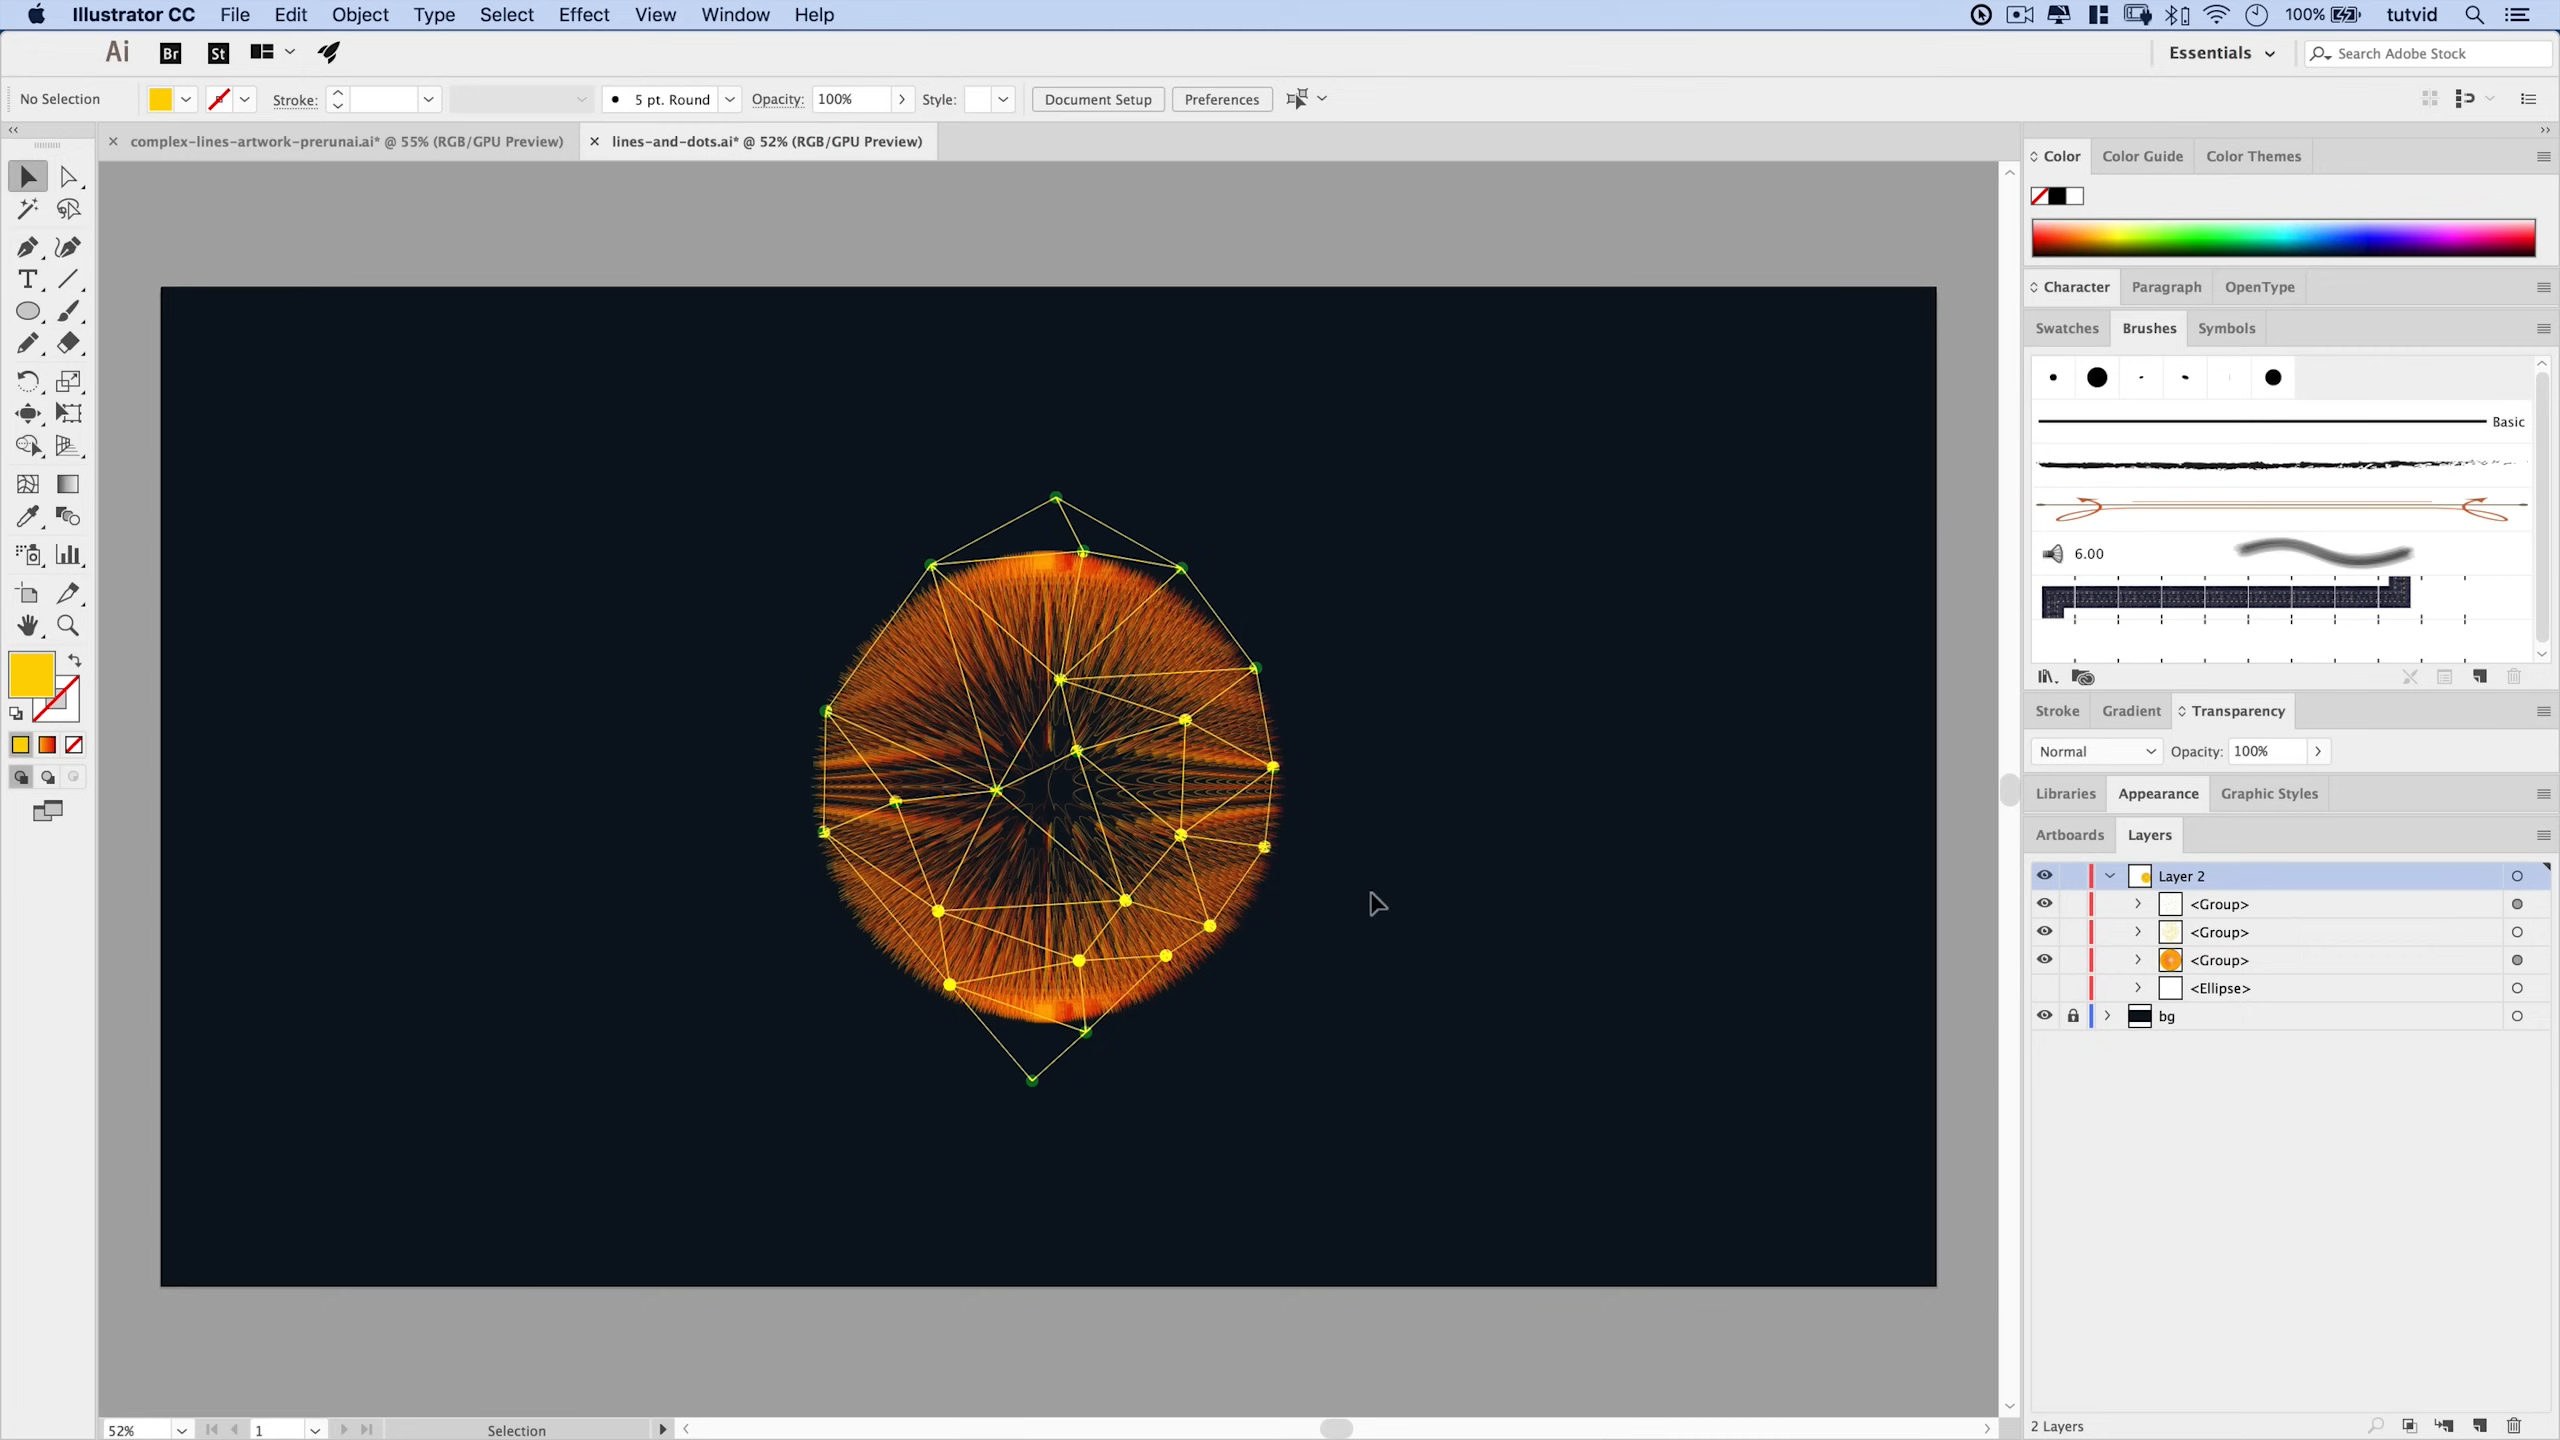 Illustrator CC File Edit Object Type Select Effect View Window Help 100% tutvid
Ai Br St Essentials Search Adobe Stock
No Selection Stroke: 5 pt. Round Opacity: 100% Style: Document Setup Preferences
complex-lines-artwork-prerunai.ai* @ 55% (RGB/GPU Preview) lines-and-dots.ai* @ 52% (RGB/GPU Preview)
Color Color Guide Color Themes
Character Paragraph OpenType
Swatches Brushes Symbols
Basic
6.00
Stroke Gradient Transparency
Normal Opacity: 100%
Libraries Appearance Graphic Styles
Artboards Layers
Layer 2
<Group>
<Group>
<Group>
<Ellipse>
bg
2 Layers
52% 1 Selection